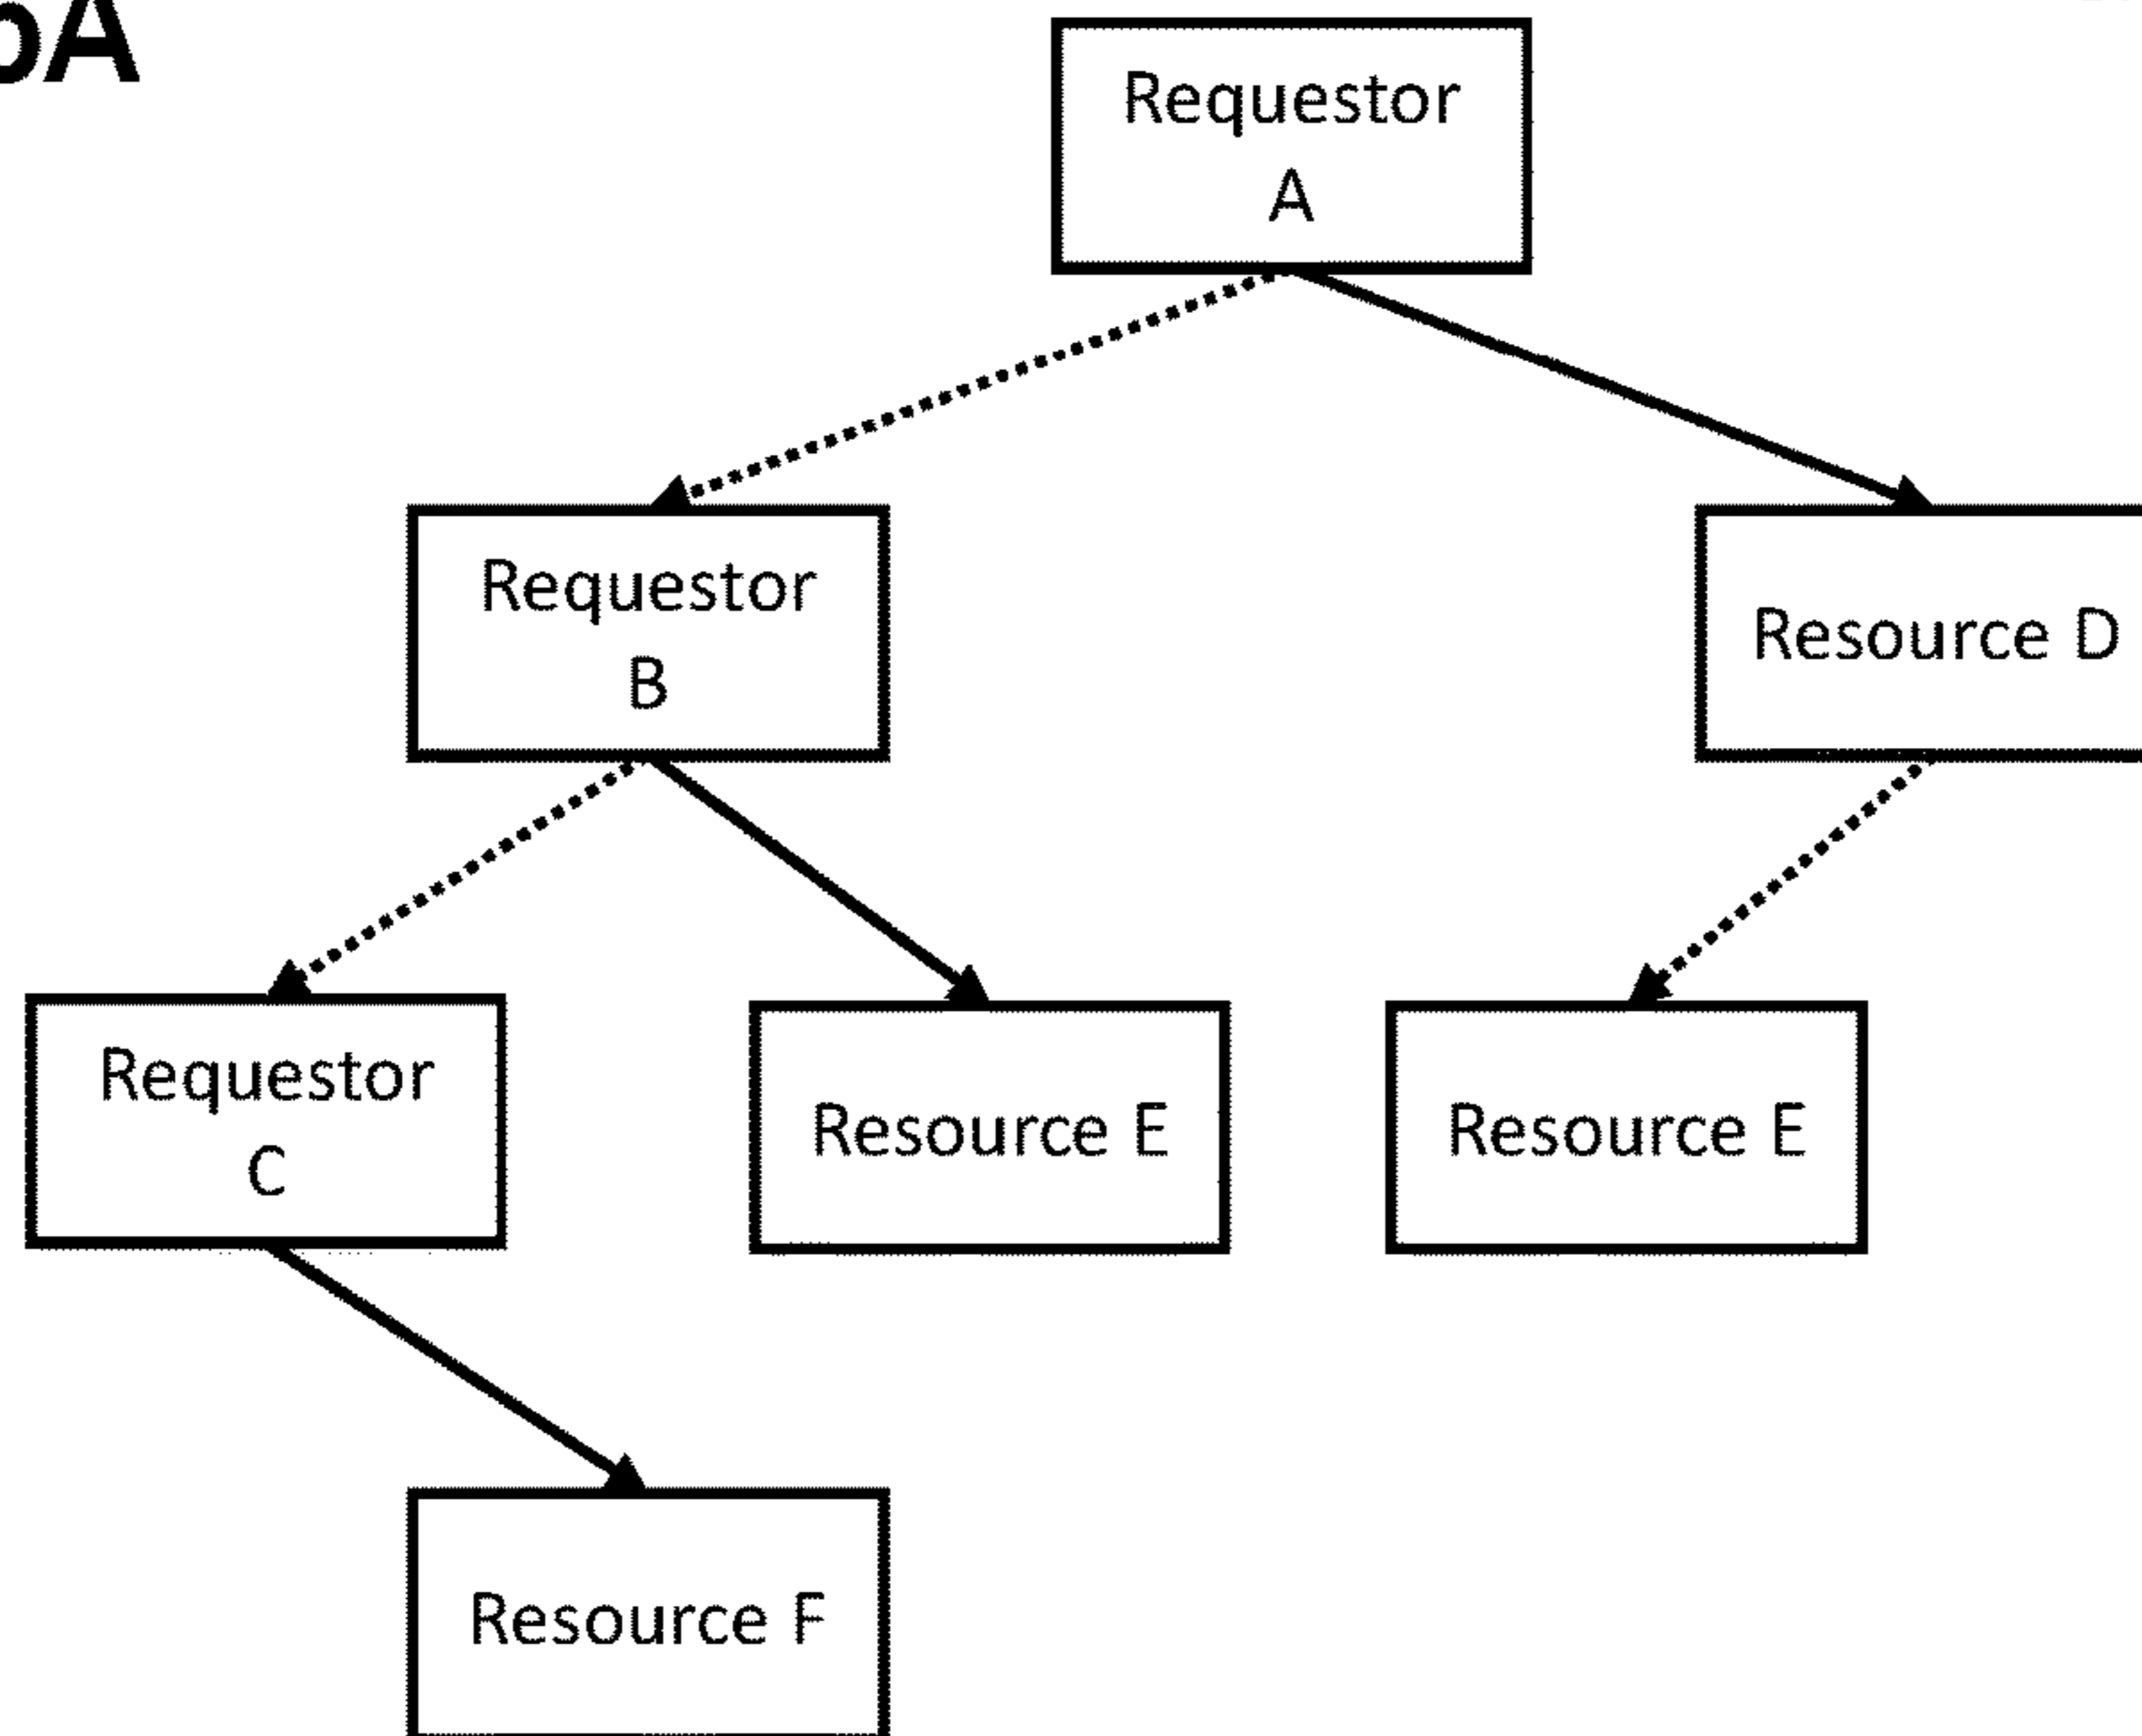 Requestor
A
Requestor
B
Resource D
Requestor
C
Resource E
Resource E
Resource F